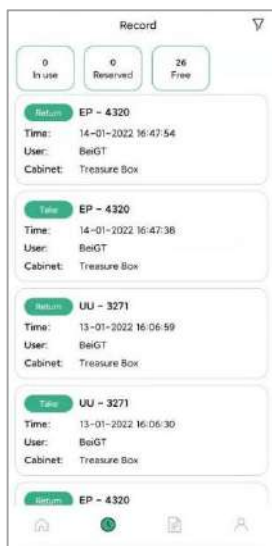 Record
0 0 26
In use Reserved Free
Return EP - 4320
Time: 14-01-2022 16:47:54
User: BeiGT
Cabinet: Treasure Box
Take EP - 4320
Time: 14-01-2022 16:47:38
User: BeiGT
Cabinet: Treasure Box
Return UU - 3271
Time: 13-01-2022 16:06:59
User: BeiGT
Cabinet: Treasure Box
Take UU - 3271
Time: 13-01-2022 16:06:30
User: BeiGT
Cabinet: Treasure Box
Return EP - 4320